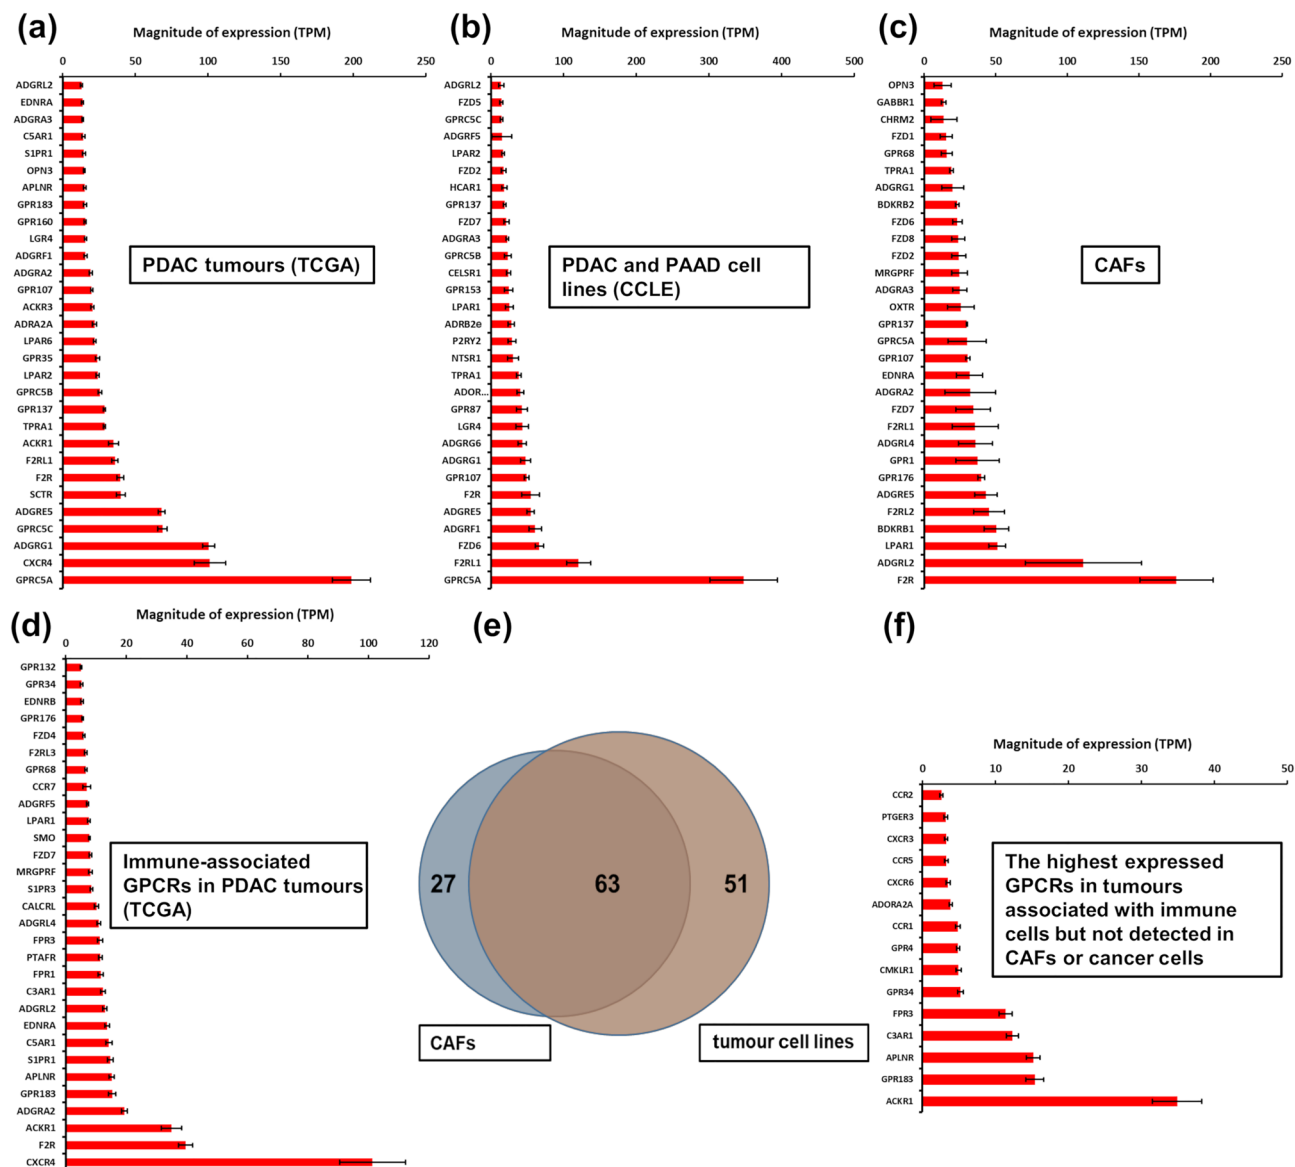 (a)
Magnitude of expression (TPM)
0 50 100 150 200 250
ADGRL2
EDNRA
ADGRA3
C5AR1
S1PR1
OPN3
APLNR
GPR183
GPR160
LGR4
ADGRF1
ADGRA2
GPR107
ACKR3
ADRA2A
LPAR6
GPR35
LPAR2
GPRC5B
GPR137
TPRA1
ACKR1
F2RL1
F2R
SCTR
ADGRE5
GPRC5C
ADGRG1
CXCR4
GPRC5A
PDAC tumours (TCGA)
(b)
Magnitude of expression (TPM)
0 100 200 300 400 500
ADGRL2
FZD5
GPRC5C
ADGRF5
LPAR2
FZD2
HCAR1
GPR137
FZD7
ADGRA3
GPRC5B
CELSR1
GPR153
LPAR1
ADRB2e
P2RY2
NTSR1
TPRA1
ADOR...
GPR87
LGR4
ADGRG6
ADGRG1
GPR107
F2R
ADGRE5
ADGRF1
FZD6
F2RL1
GPRC5A
PDAC and PAAD cell
lines (CCLE)
(c)
Magnitude of expression (TPM)
0 50 100 150 200 250
OPN3
GABBR1
CHRM2
FZD1
GPR68
TPRA1
ADGRG1
BDKRB2
FZD6
FZD8
FZD2
MRGPRF
ADGRA3
OXTR
GPR137
GPRC5A
GPR107
EDNRA
ADGRA2
FZD7
F2RL1
ADGRL4
GPR1
GPR176
ADGRE5
F2RL2
BDKRB1
LPAR1
ADGRL2
F2R
CAFs
(d)
Magnitude of expression (TPM)
0 20 40 60 80 100 120
GPR132
GPR34
EDNRB
GPR176
FZD4
F2RL3
GPR68
CCR7
ADGRF5
LPAR1
SMO
FZD7
MRGPRF
S1PR3
CALCRL
ADGRL4
FPR3
PTAFR
FPR1
C3AR1
ADGRL2
EDNRA
C5AR1
S1PR1
APLNR
GPR183
ADGRA2
ACKR1
F2R
CXCR4
Immune-associated
GPCRs in PDAC tumours
(TCGA)
(e)
27 63 51
CAFs
tumour cell lines
(f)
Magnitude of expression (TPM)
0 10 20 30 40 50
CCR2
PTGER3
CXCR3
CCR5
CXCR6
ADORA2A
CCR1
GPR4
CMKLR1
GPR34
FPR3
C3AR1
APLNR
GPR183
ACKR1
The highest expressed
GPCRs in tumours
associated with immune
cells but not detected in
CAFs or cancer cells